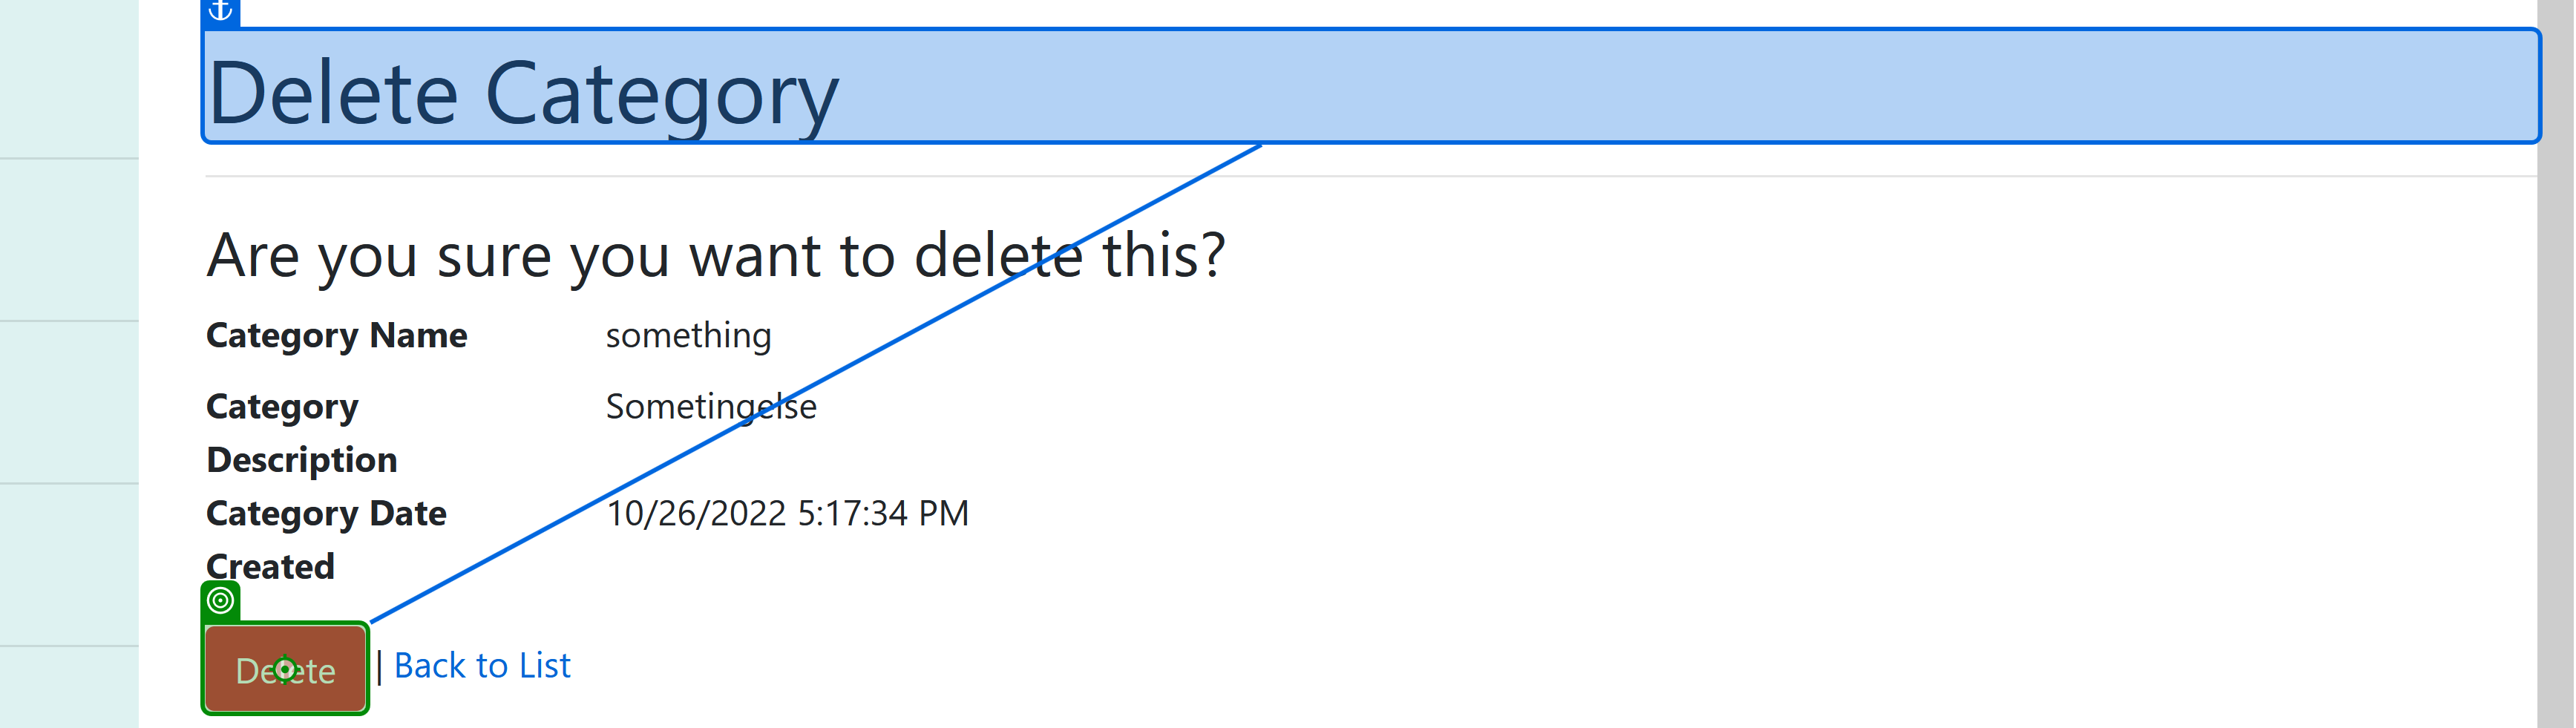 Delete Category
Are you sure you want to delete this?
Category Name something
Category Description Sometingelse
Category Date Created 10/26/2022 5:17:34 PM
Delete | Back to List